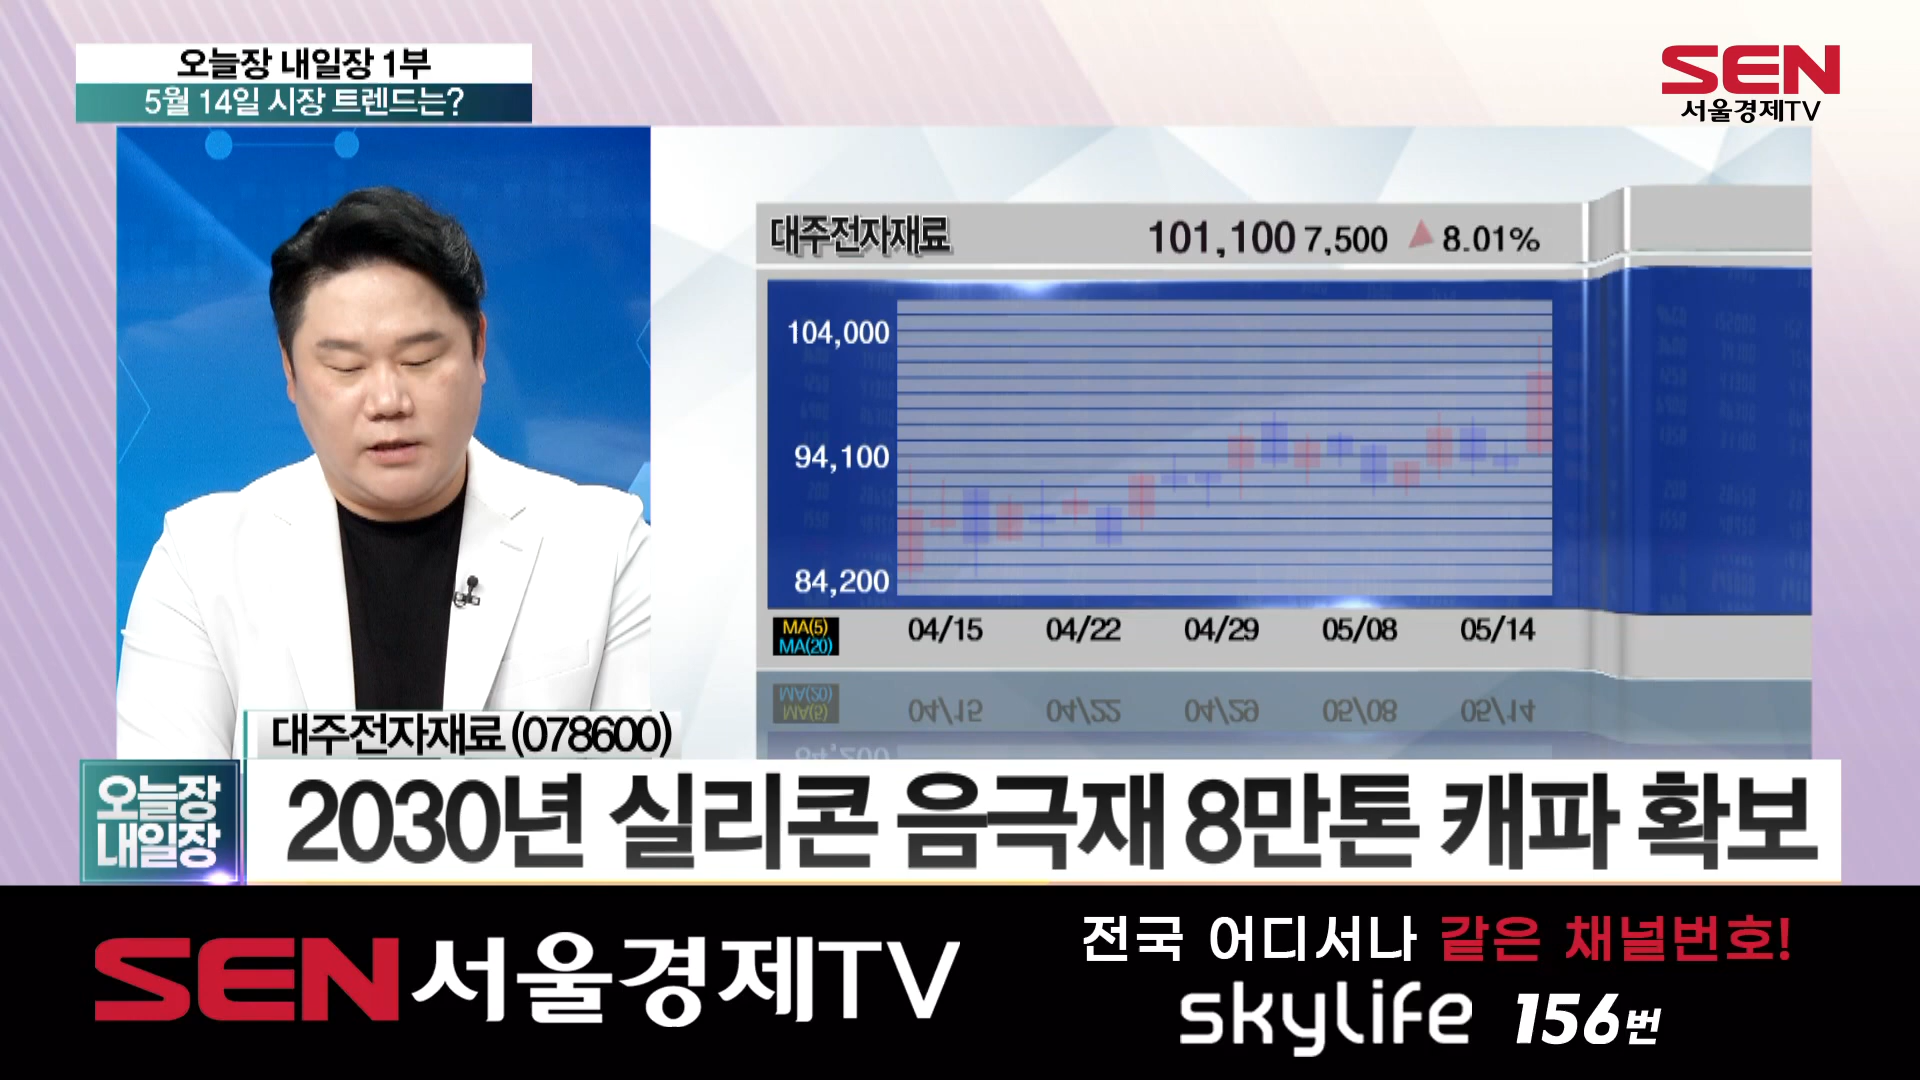 오늘장 내일장 1부
5월 14일 시장 트렌드는?
SEN
서울경제TV
대주전자재료 101,100 7,500 ▲ 8.01%
104,000
94,100
84,200
MA(5)
MA(20)
04/15 04/22 04/29 05/08 05/14
대주전자재료 (078600)
오늘장
내일장
2030년 실리콘 음극재 8만톤 캐파 확보
SEN 서울경제TV
전국 어디서나 같은 채널번호!
skylife 156번